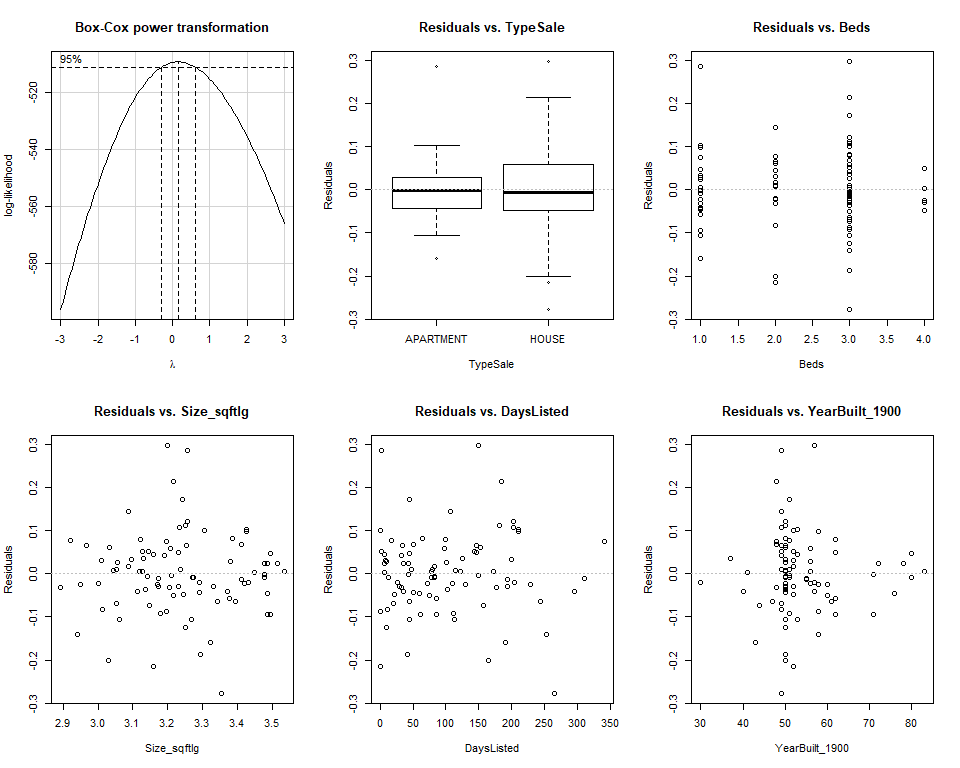 Box-Cox power transformation
95%
-520
-540
-560
-580
log-likelihood
-3 -2 -1 0 1 2 3
λ
Residuals vs. TypeSale
0.3
0.2
0.1
0.0
-0.1
-0.2
-0.3
Residuals
APARTMENT HOUSE
TypeSale
Residuals vs. Beds
0.3
0.2
0.1
0.0
-0.1
-0.2
-0.3
Residuals
1.0 1.5 2.0 2.5 3.0 3.5 4.0
Beds
Residuals vs. Size_sqftlg
0.3
0.2
0.1
0.0
-0.1
-0.2
-0.3
Residuals
2.9 3.0 3.1 3.2 3.3 3.4 3.5
Size_sqftlg
Residuals vs. DaysListed
0.3
0.2
0.1
0.0
-0.1
-0.2
-0.3
Residuals
0 50 100 150 200 250 300 350
DaysListed
Residuals vs. YearBuilt_1900
0.3
0.2
0.1
0.0
-0.1
-0.2
-0.3
Residuals
30 40 50 60 70 80
YearBuilt_1900